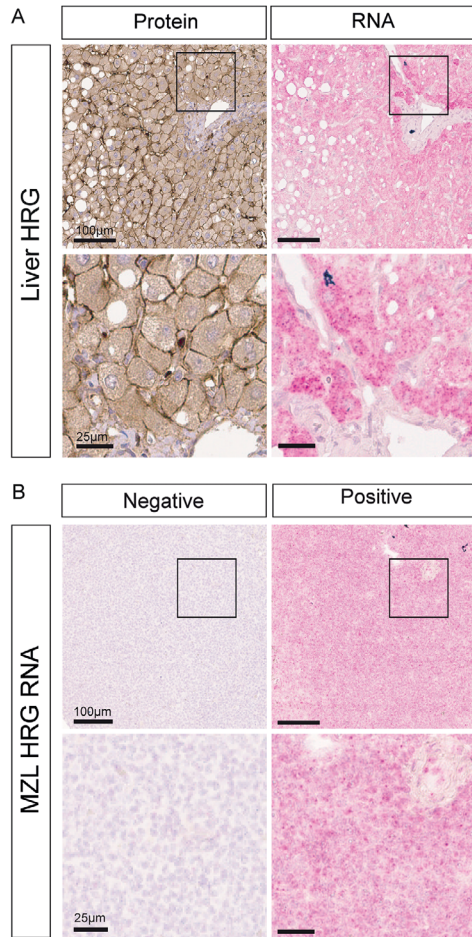 A
Protein
RNA
Liver HRG
100µm
25µm
B
Negative
Positive
MZL HRG RNA
100µm
25µm